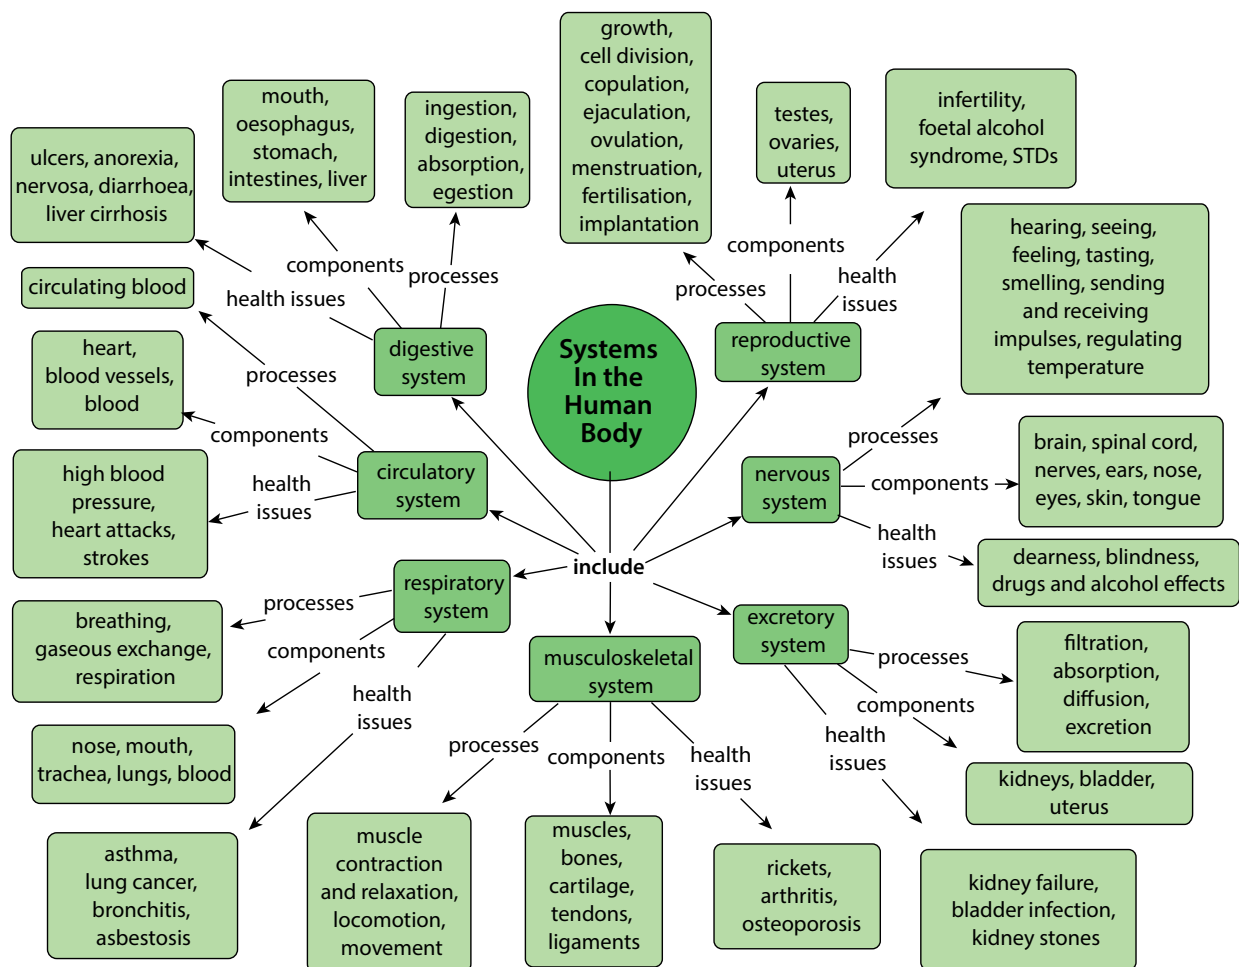 Systems
In the
Human
Body
include
digestive
system
health issues
ulcers, anorexia,
nervosa, diarrhoea,
liver cirrhosis
components
mouth,
oesophagus,
stomach,
intestines, liver
processes
ingestion,
digestion,
absorption,
egestion
reproductive
system
processes
growth,
cell division,
copulation,
ejaculation,
ovulation,
menstruation,
fertilisation,
implantation
components
testes,
ovaries,
uterus
health
issues
infertility,
foetal alcohol
syndrome, STDs
circulatory
system
processes
circulating blood
components
heart,
blood vessels,
blood
health
issues
high blood
pressure,
heart attacks,
strokes
nervous
system
processes
hearing, seeing,
feeling, tasting,
smelling, sending
and receiving
impulses, regulating
temperature
components
brain, spinal cord,
nerves, ears, nose,
eyes, skin, tongue
health
issues
dearness, blindness,
drugs and alcohol effects
respiratory
system
processes
breathing,
gaseous exchange,
respiration
components
nose, mouth,
trachea, lungs, blood
health
issues
asthma,
lung cancer,
bronchitis,
asbestosis
musculoskeletal
system
processes
muscle
contraction
and relaxation,
locomotion,
movement
components
muscles,
bones,
cartilage,
tendons,
ligaments
health
issues
rickets,
arthritis,
osteoporosis
excretory
system
processes
filtration,
absorption,
diffusion,
excretion
components
kidneys, bladder,
uterus
health
issues
kidney failure,
bladder infection,
kidney stones